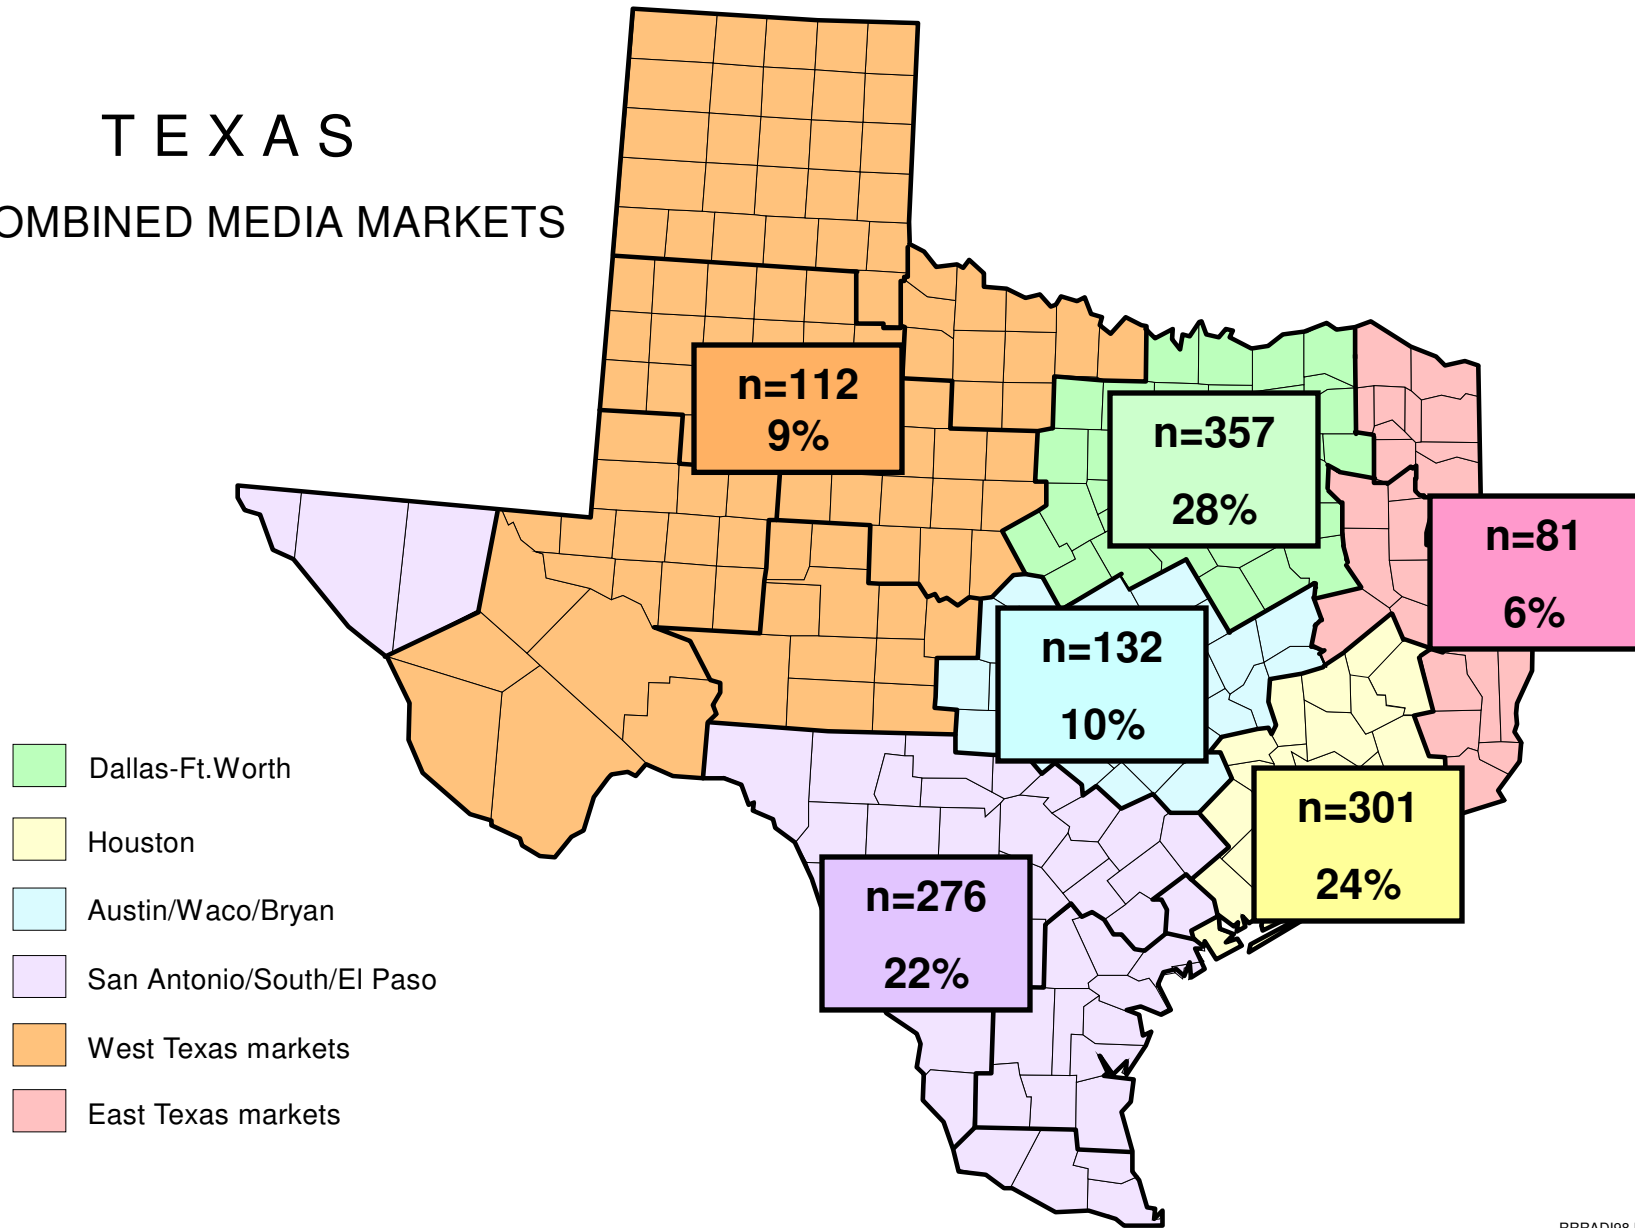 TEXAS
OMBINED MEDIA MARKETS
n=112
9%
n=357
28%
n=81
6%
n=132
10%
n=301
24%
n=276
22%
Dallas-Ft.Worth
Houston
Austin/Waco/Bryan
San Antonio/South/El Paso
West Texas markets
East Texas markets